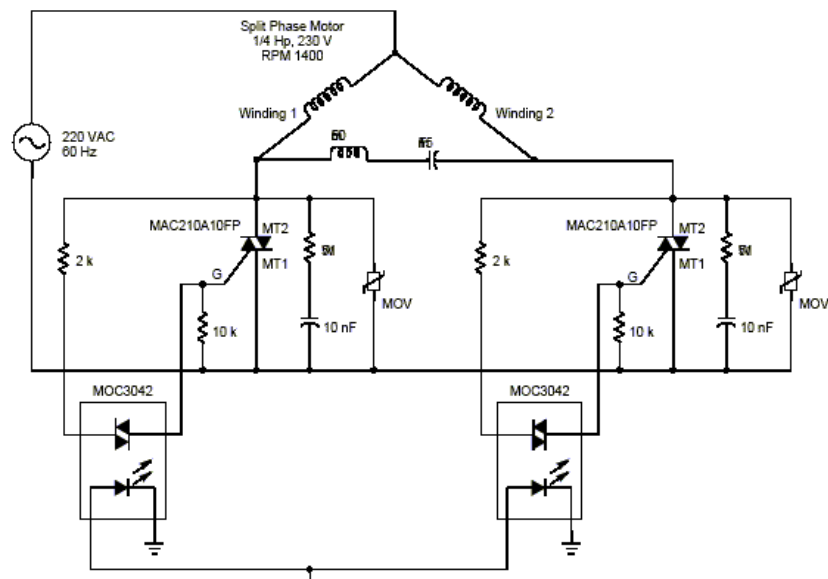 Split Phase Motor
1/4 Hp, 230 V
RPM 1400
Winding 1
Winding 2
220 VAC
60 Hz
MAC210A10FP
MT2
MT1
G
2 k
10 k
10 nF
MOV
MOC3042
MAC210A10FP
MT2
MT1
G
2 k
10 k
10 nF
MOV
MOC3042